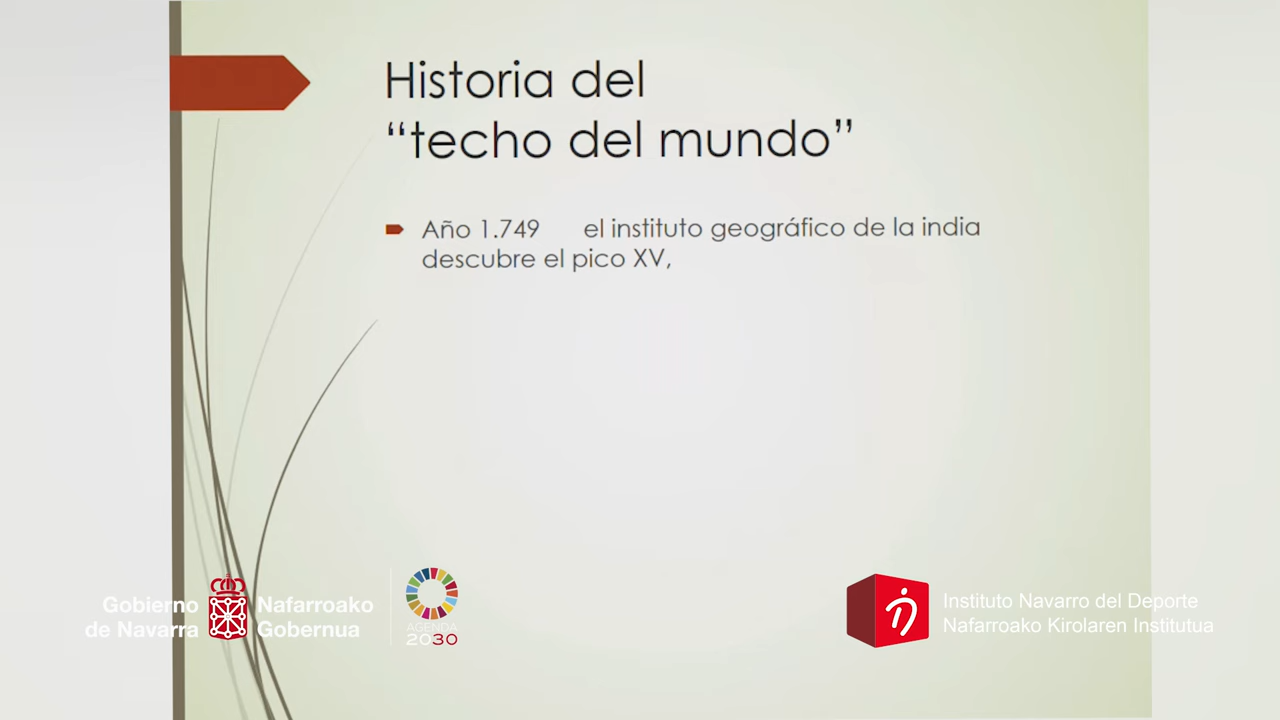 Historia del
“techo del mundo”
Año 1.749 el instituto geográfico de la india
descubre el pico XV,
Gobierno
de Navarra
Nafarroako
Gobernua
AGENDA
2030
Instituto Navarro del Deporte
Nafarroako Kirolaren Institutua